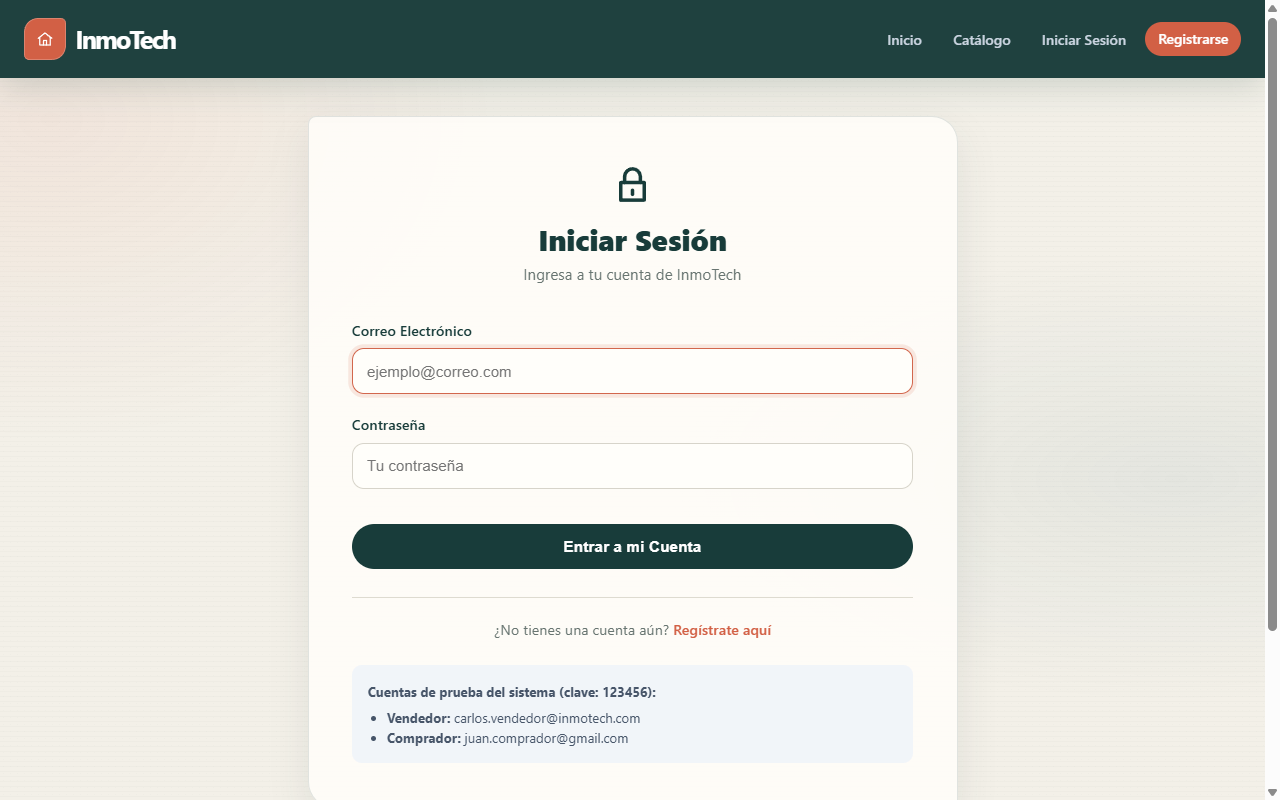 InmoTech
Inicio
Catálogo
Iniciar Sesión
Registrarse
Iniciar Sesión
Ingresa a tu cuenta de InmoTech
Correo Electrónico
ejemplo@correo.com
Contraseña
Tu contraseña
Entrar a mi Cuenta
¿No tienes una cuenta aún? Regístrate aquí
Cuentas de prueba del sistema (clave: 123456):
Vendedor: carlos.vendedor@inmotech.com
Comprador: juan.comprador@gmail.com